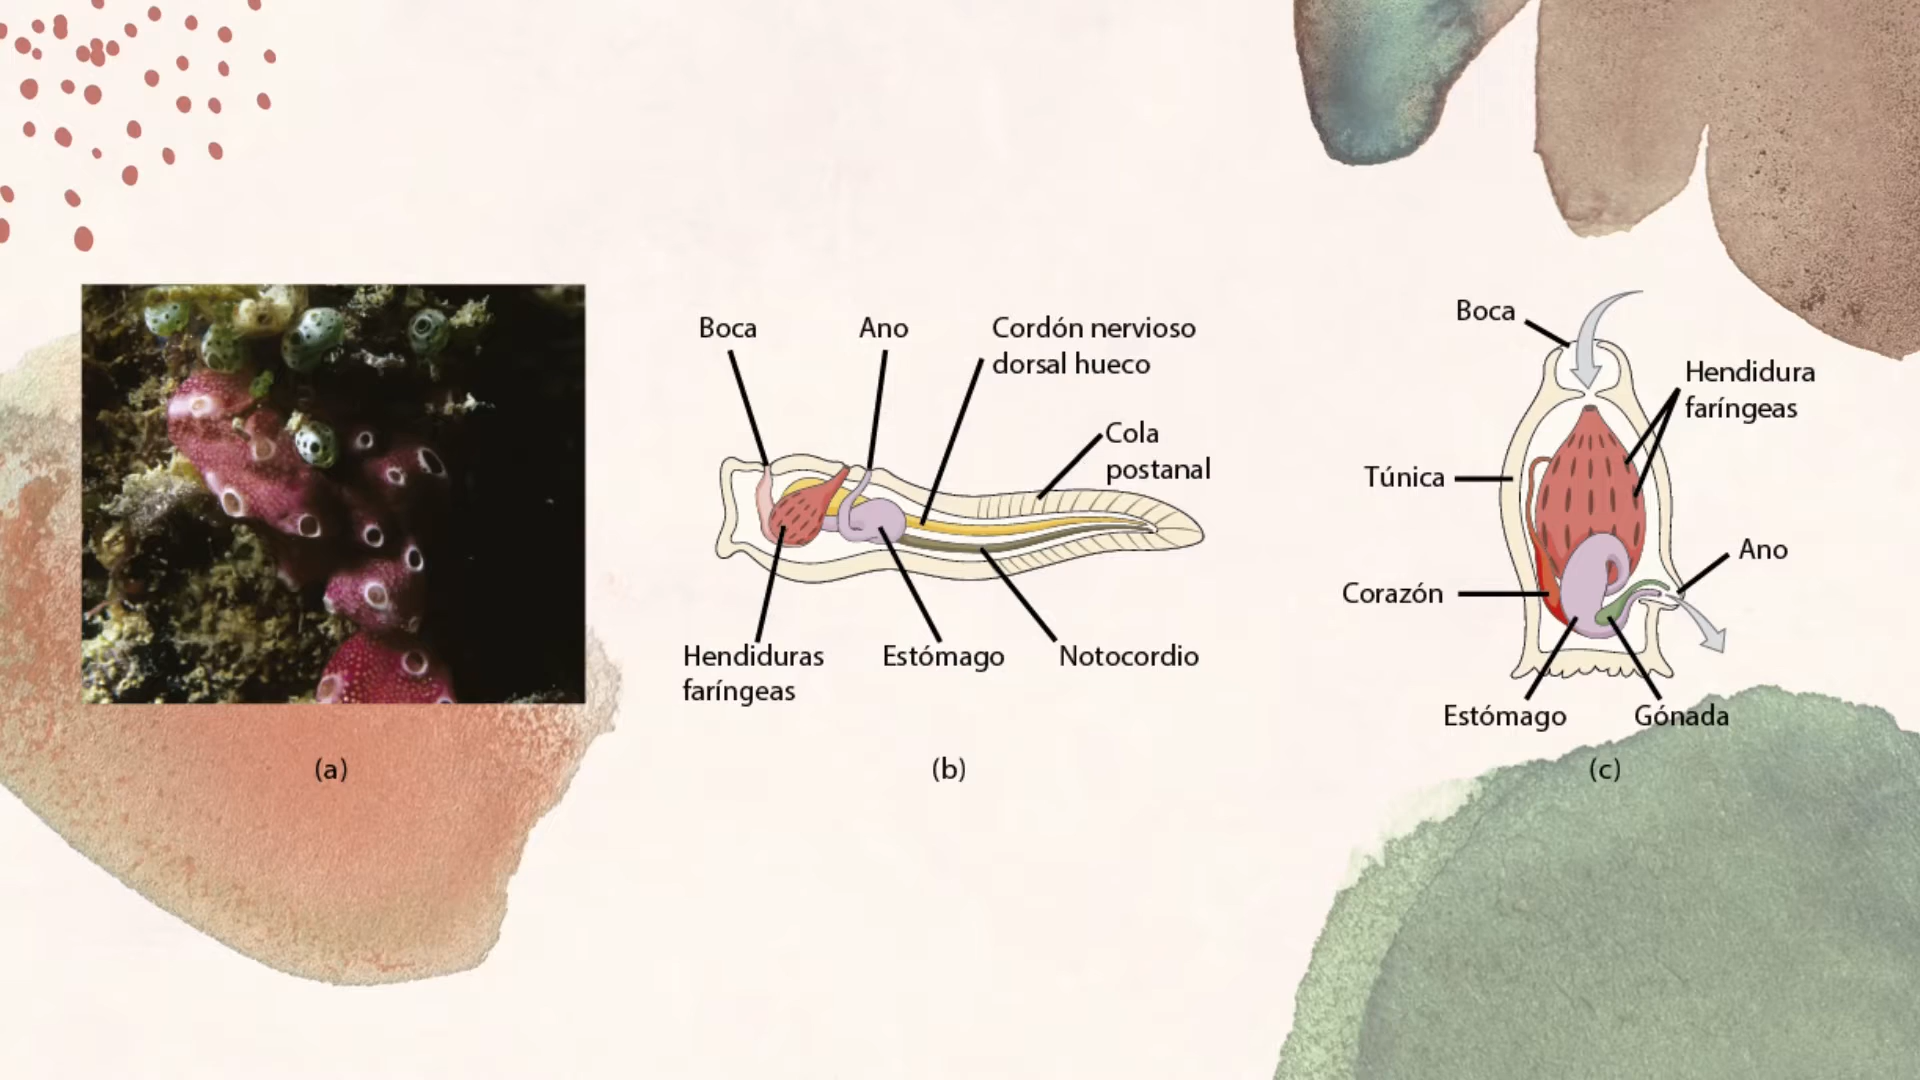 Boca
Ano
Cordón nervioso
dorsal hueco
Cola
postanal
Hendiduras
faríngeas
Estómago
Notocordio
Boca
Hendidura
faríngeas
Túnica
Ano
Corazón
Estómago
Gónada
(a)
(b)
(c)